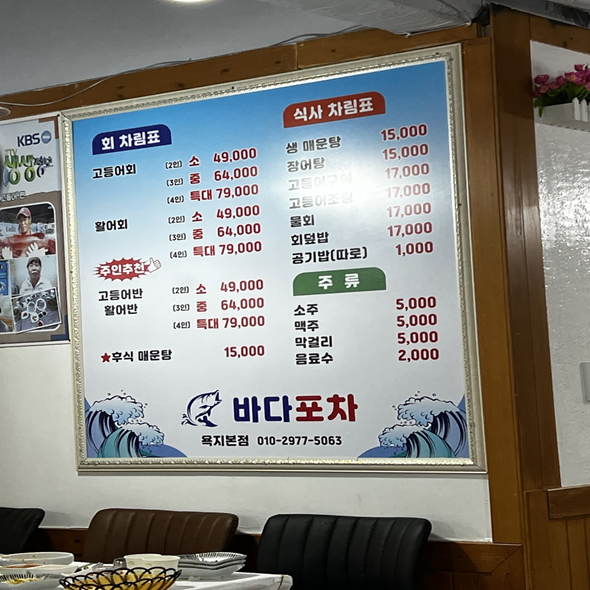 KBS
생생
회 차림표
고등어회 (2인) 소 49,000
(3인) 중 64,000
(4인) 특대 79,000
활어회 (2인) 소 49,000
(3인) 중 64,000
(4인) 특대 79,000
주인추천
고등어반 활어반 (2인) 소 49,000
(3인) 중 64,000
(4인) 특대 79,000
★후식 매운탕 15,000
식사 차림표
생 매운탕 15,000
장어탕 15,000
고등어구이 17,000
고등어조림 17,000
물회 17,000
회덮밥 17,000
공기밥(따로) 1,000
주 류
소주 5,000
맥주 5,000
막걸리 5,000
음료수 2,000
바다포차
욕지본점 010-2977-5063